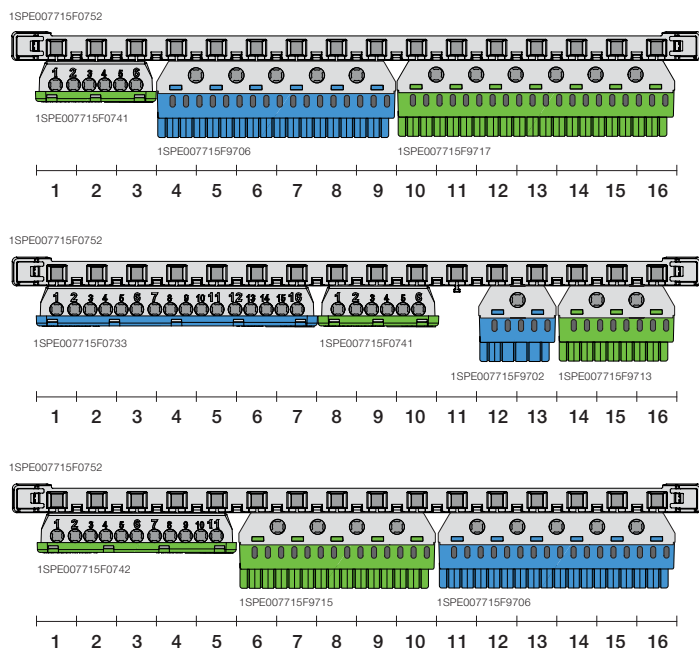 1SPE007715F0752
1 2 3 4 5 6
1SPE007715F0741
1SPE007715F9706
1SPE007715F9717
1 2 3 4 5 6 7 8 9 10 11 12 13 14 15 16
1SPE007715F0752
1 2 3 4 5 6 7 8 9 10 11 12 13 14 15 16
1 2 3 4 5 6
1SPE007715F0733
1SPE007715F0741
1SPE007715F9702
1SPE007715F9713
1 2 3 4 5 6 7 8 9 10 11 12 13 14 15 16
1SPE007715F0752
1 2 3 4 5 6 7 8 9 10 11
1SPE007715F0742
1SPE007715F9715
1SPE007715F9706
1 2 3 4 5 6 7 8 9 10 11 12 13 14 15 16